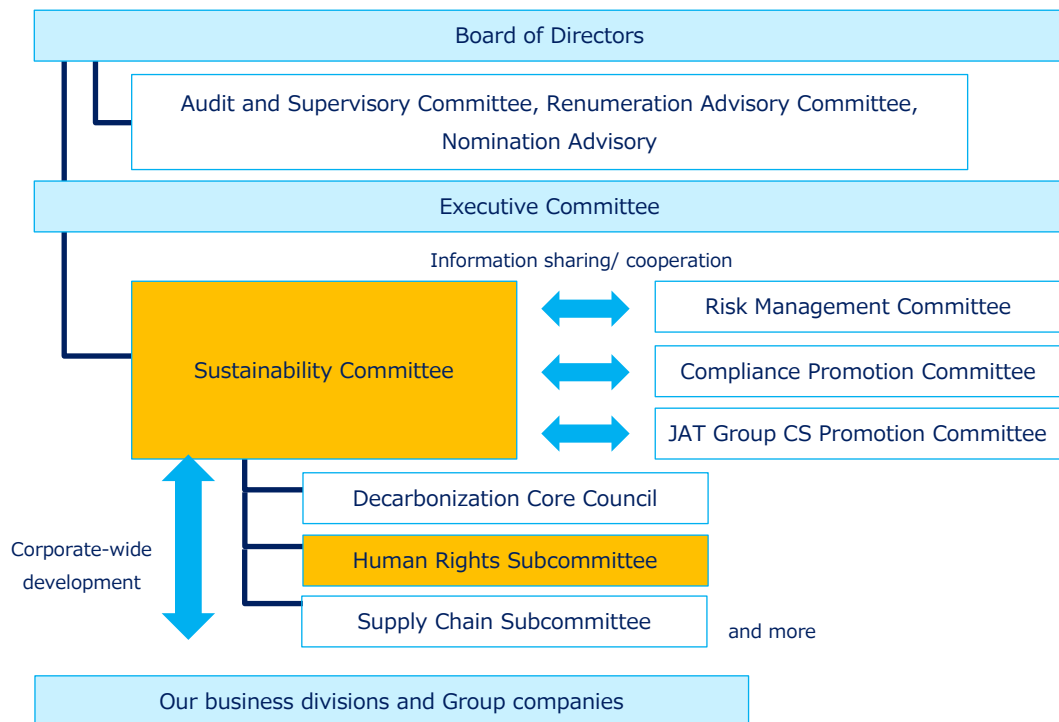 Board of Directors
Audit and Supervisory Committee, Renumeration Advisory Committee,
Nomination Advisory
Executive Committee
Information sharing/ cooperation
Sustainability Committee
Risk Management Committee
Compliance Promotion Committee
JAT Group CS Promotion Committee
Corporate-wide
development
Decarbonization Core Council
Human Rights Subcommittee
Supply Chain Subcommittee
and more
Our business divisions and Group companies